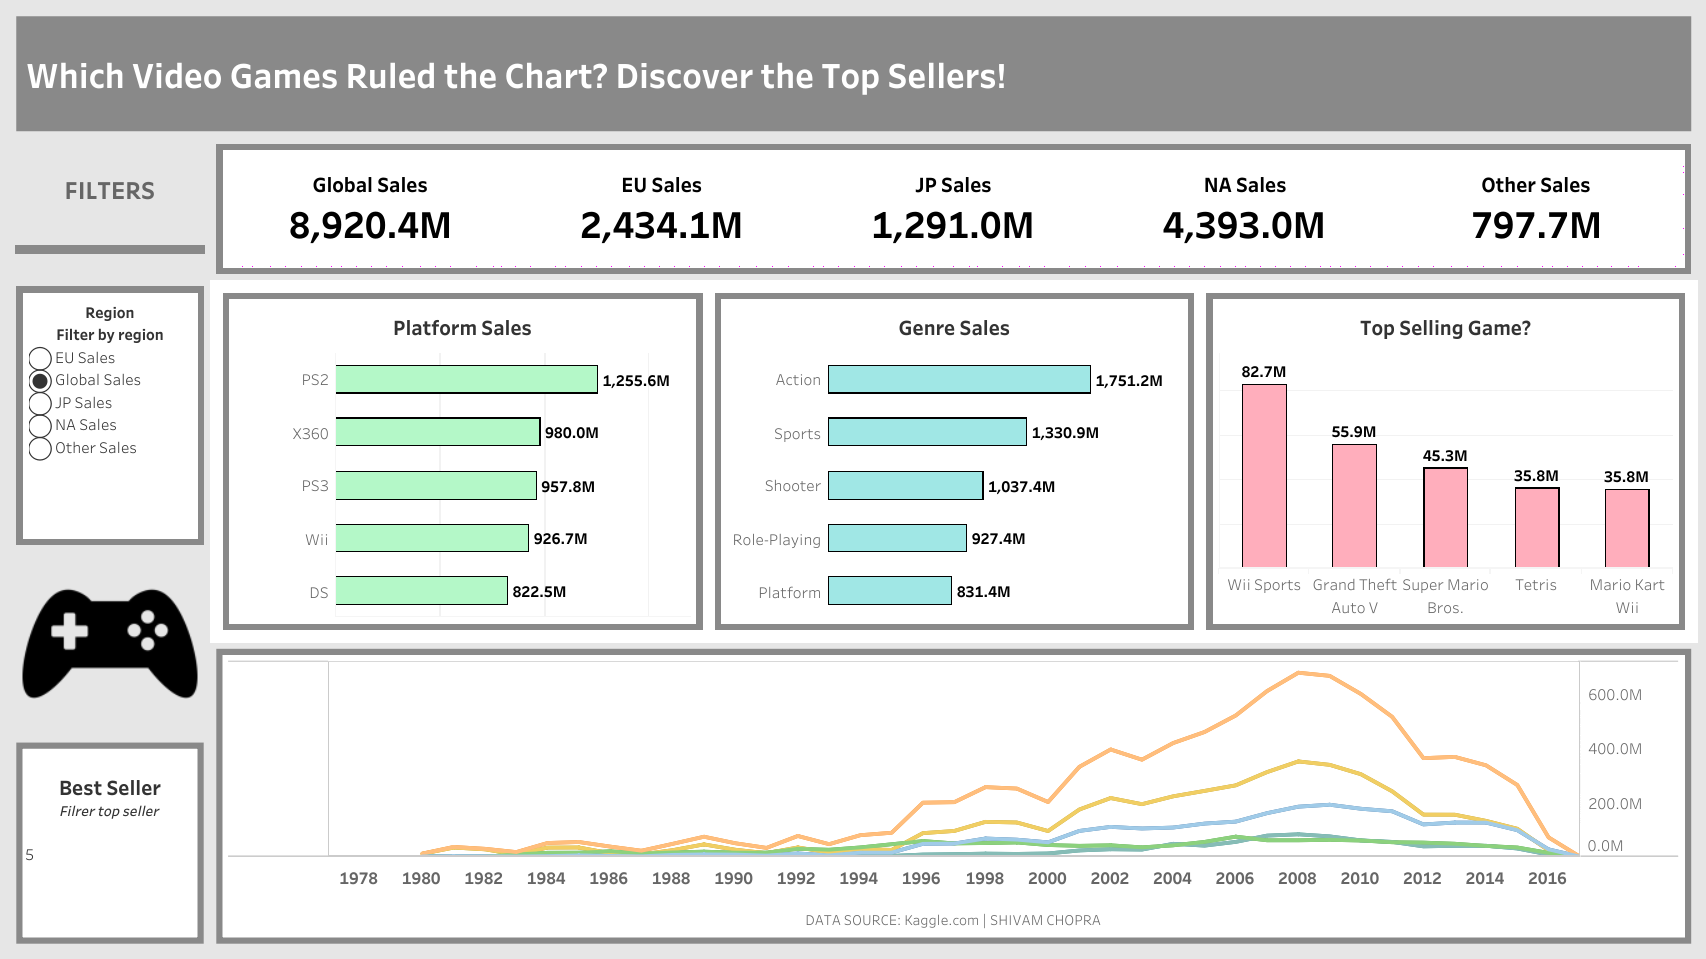 Which Video Games Ruled the Chart? Discover the Top Sellers!
FILTERS
Global Sales
8,920.4M
EU Sales
2,434.1M
JP Sales
1,291.0M
NA Sales
4,393.0M
Other Sales
797.7M
Region
Filter by region
EU Sales
Global Sales
JP Sales
NA Sales
Other Sales
Platform Sales
PS2 1,255.6M
X360 980.0M
PS3 957.8M
Wii 926.7M
DS 822.5M
Genre Sales
Action 1,751.2M
Sports 1,330.9M
Shooter 1,037.4M
Role-Playing 927.4M
Platform 831.4M
Top Selling Game?
82.7M
55.9M
45.3M
35.8M
35.8M
Wii Sports
Grand Theft
Auto V
Super Mario
Bros.
Tetris
Mario Kart
Wii
Best Seller
Filrer top seller
5
600.0M
400.0M
200.0M
0.0M
1978 1980 1982 1984 1986 1988 1990 1992 1994 1996 1998 2000 2002 2004 2006 2008 2010 2012 2014 2016
DATA SOURCE: Kaggle.com | SHIVAM CHOPRA